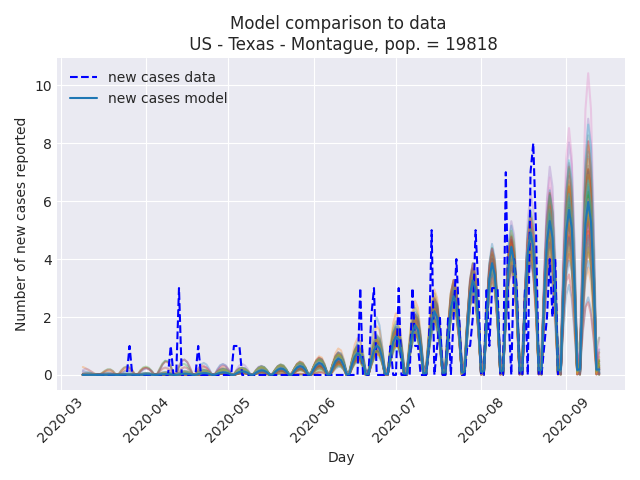 Model comparison to data
US - Texas - Montague, pop. = 19818
new cases data
new cases model
Number of new cases reported
10
8
6
4
2
0
2020-03
2020-04
2020-05
2020-06
2020-07
2020-08
2020-09
Day